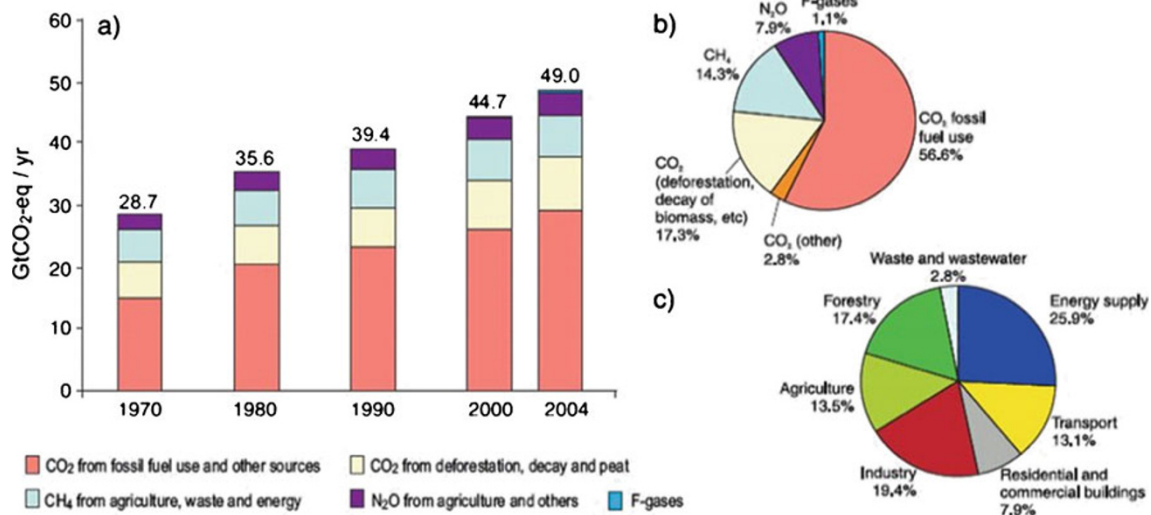 a)
GtCO₂-eq / yr
60
50
40
30
20
10
0
28.7
35.6
39.4
44.7
49.0
1970
1980
1990
2000
2004
CO₂ from fossil fuel use and other sources
CO₂ from deforestation, decay and peat
CH₄ from agriculture, waste and energy
N₂O from agriculture and others
F-gases
b)
F-gases
1.1%
N₂O
7.9%
CH₄
14.3%
CO₂ fossil
fuel use
56.6%
CO₂
(deforestation,
decay of
biomass, etc)
17,3%
CO₂ (other)
2.8%
c)
Waste and wastewater
2.8%
Forestry
17.4%
Energy supply
25.9%
Agriculture
13.5%
Transport
13.1%
Industry
19.4%
Residential and
commercial buildings
7.9%